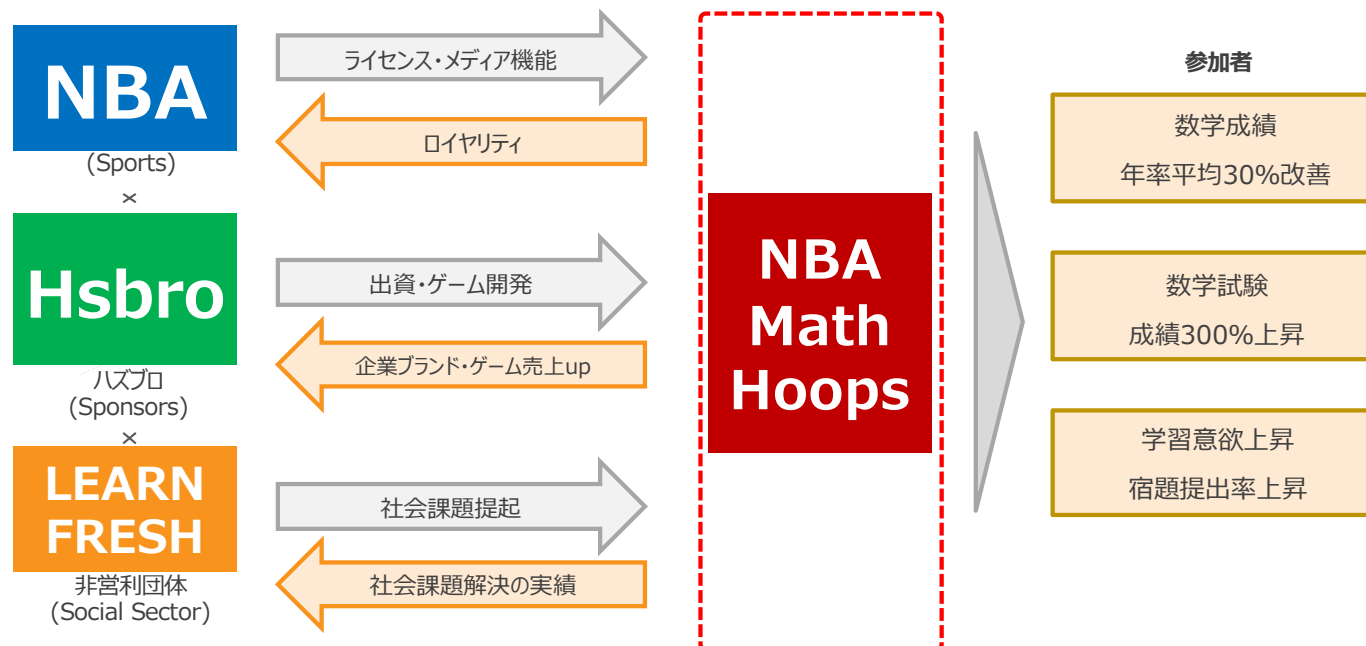 NBA
(Sports)
×
Hsbro
ハズブロ
(Sponsors)
×
LEARN
FRESH
非営利団体
(Social Sector)
ライセンス・メディア機能
ロイヤリティ
出資・ゲーム開発
企業ブランド・ゲーム売上up
社会課題提起
社会課題解決の実績
NBA
Math
Hoops
参加者
数学成績
年率平均30%改善
数学試験
成績300%上昇
学習意欲上昇
宿題提出率上昇